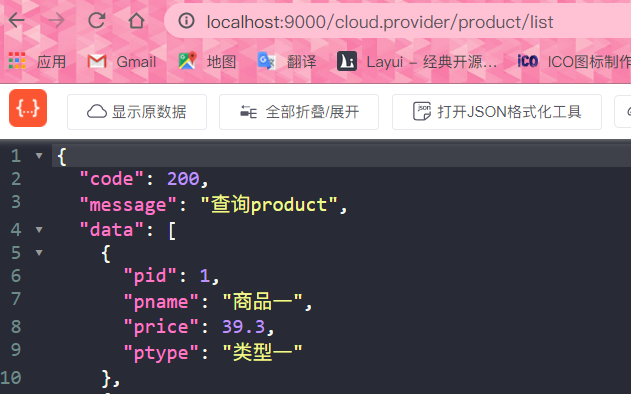 localhost:9000/cloud.provider/product/list
应用 Gmail 地图 翻译 Layui - 经典开源... ICO ICO图标制作
{...} 显示原数据 全部折叠/展开 json 打开JSON格式化工具
1 {
2 "code": 200,
3 "message": "查询product",
4 "data": [
5 {
6 "pid": 1,
7 "pname": "商品一",
8 "price": 39.3,
9 "ptype": "类型一"
10 },